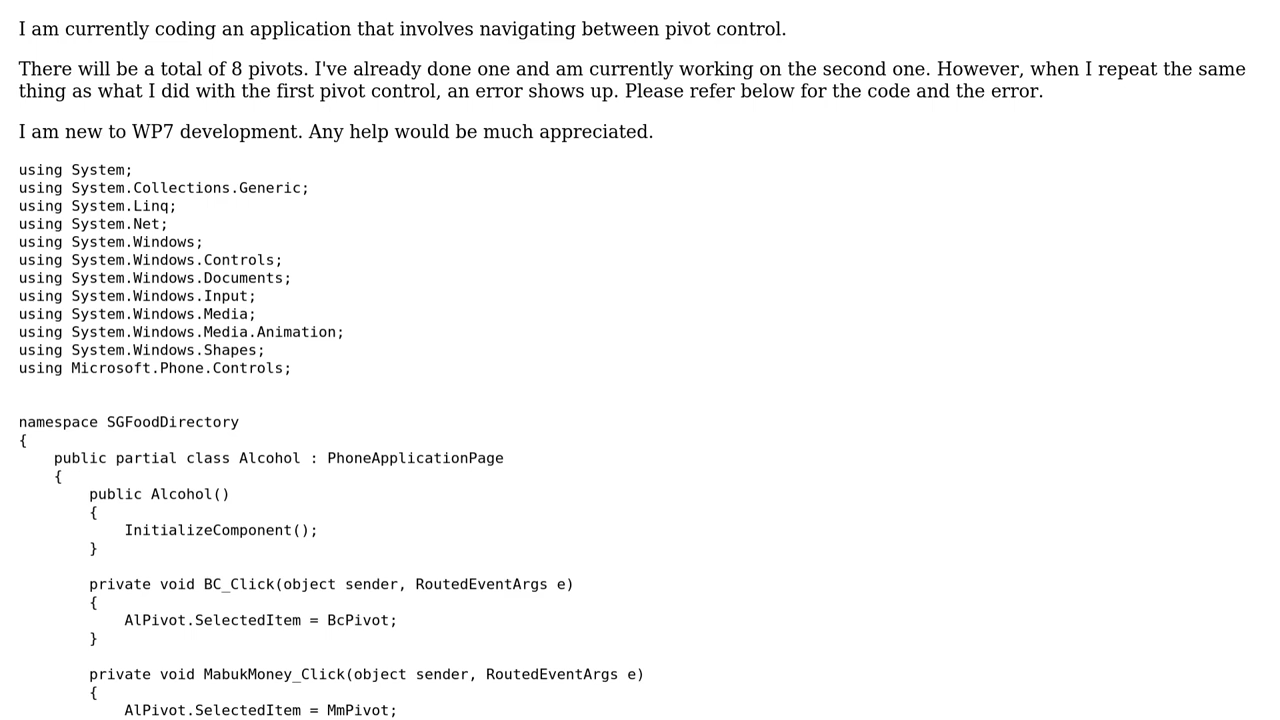 I am currently coding an application that involves navigating between pivot control.
There will be a total of 8 pivots. I've already done one and am currently working on the second one. However, when I repeat the same
thing as what I did with the first pivot control, an error shows up. Please refer below for the code and the error.
I am new to WP7 development. Any help would be much appreciated.
using System;
using System.Collections.Generic;
using System.Linq;
using System.Net;
using System.Windows;
using System.Windows.Controls;
using System.Windows.Documents;
using System.Windows.Input;
using System.Windows.Media;
using System.Windows.Media.Animation;
using System.Windows.Shapes;
using Microsoft.Phone.Controls;
namespace SGFoodDirectory
{
    public partial class Alcohol : PhoneApplicationPage
    {
        public Alcohol()
        {
            InitializeComponent();
        }
        private void BC_Click(object sender, RoutedEventArgs e)
        {
            AlPivot.SelectedItem = BcPivot;
        }
        private void MabukMoney_Click(object sender, RoutedEventArgs e)
        {
            AlPivot.SelectedItem = MmPivot;